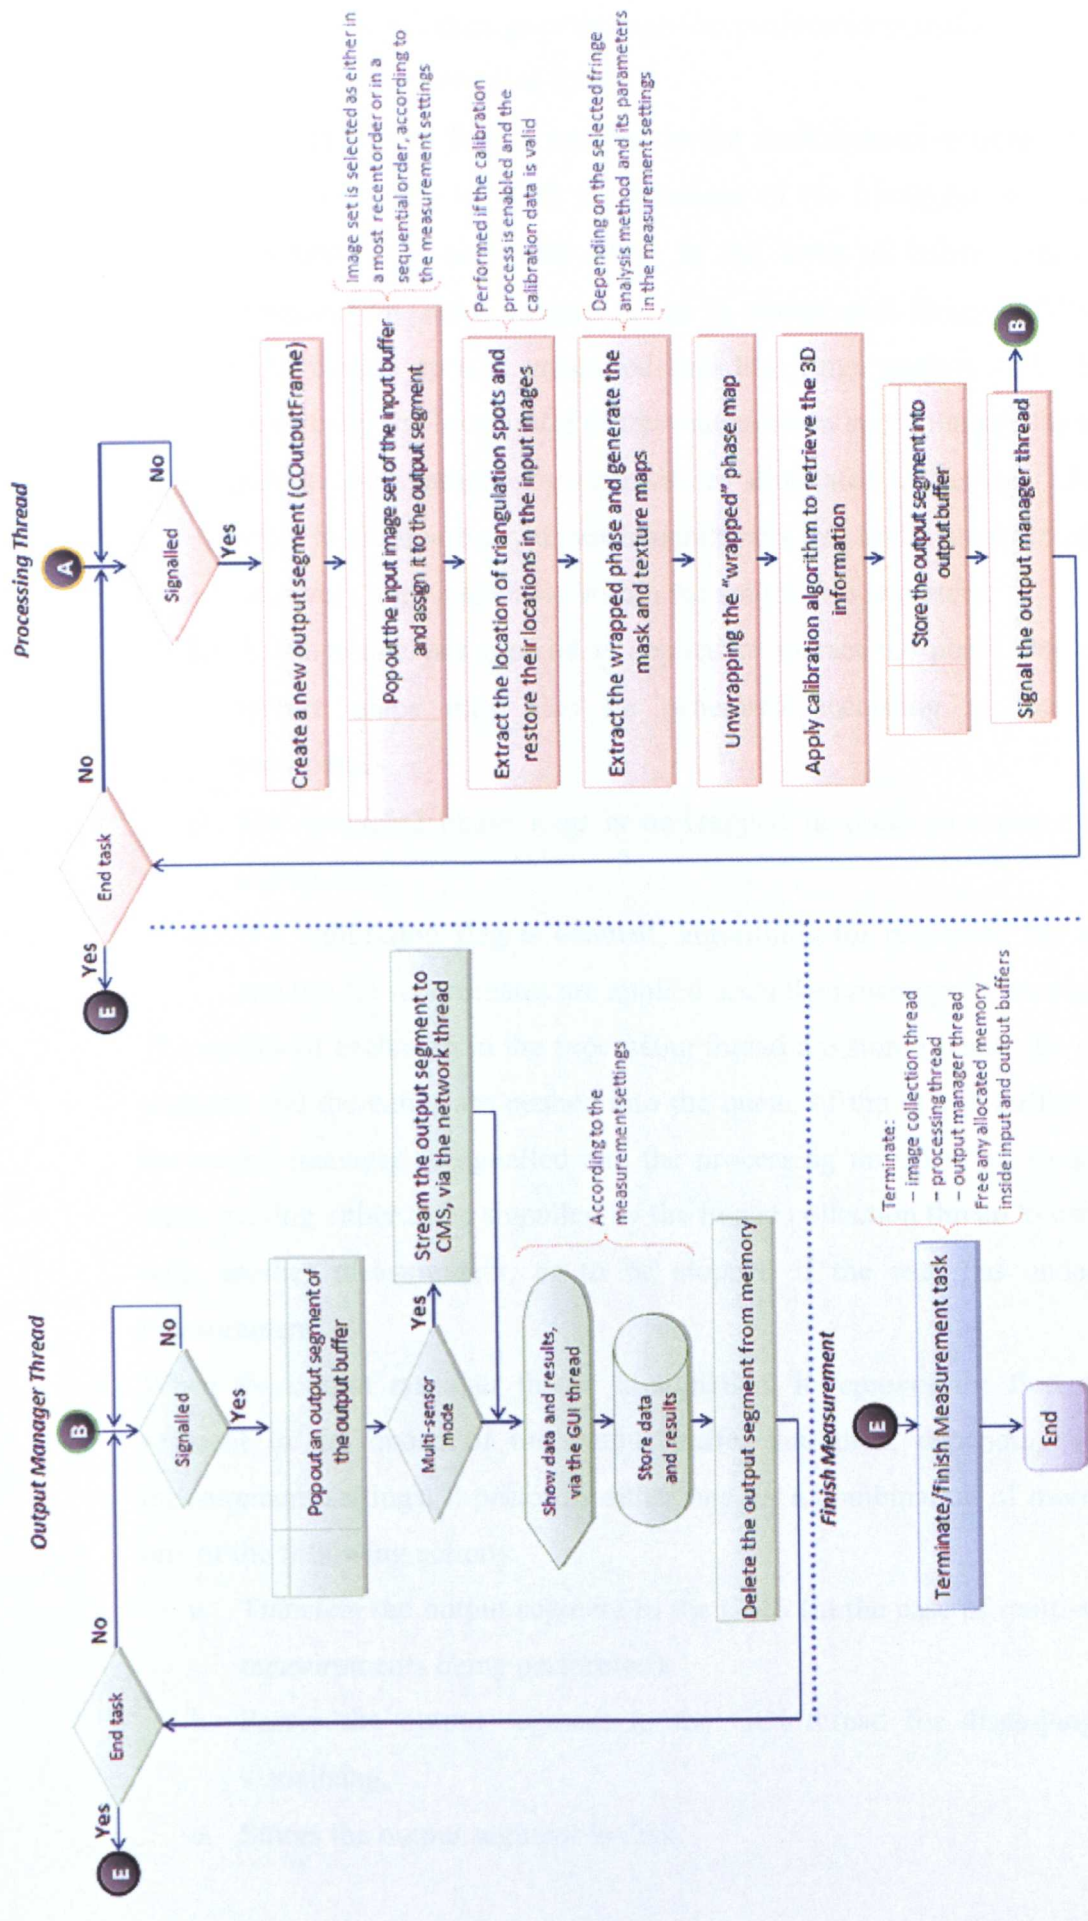 Output Manager Thread
E
Yes
End task
No
B
Signalled
No
Yes
Pop out an output segment of
the output buffer
Multi-sensor
mode
Yes
Stream the output segment to
CMS, via the network thread
Show data and results,
via the GUI thread
Store data
and results
According to the
measurement settings
Delete the output segment from memory
Finish Measurement
E
Terminate/finish Measurement task
Terminate:
– image collection thread
– processing thread
– output manager thread
Free any allocated memory
inside input and output buffers
End
Processing Thread
E
Yes
End task
No
A
Signalled
No
Yes
Create a new output segment (COutputFrame)
Pop out the input image set of the input buffer
and assign it to the output segment
Image set is selected as either in
a most recent order or in a
sequential order, according to
the measurement settings
Extract the location of triangulation spots and
restore their locations in the input images
Performed if the calibration
process is enabled and the
calibration data is valid
Extract the wrapped phase and generate the
mask and texture maps
Depending on the selected fringe
analysis method and its parameters
in the measurement settings
Unwrapping the "wrapped" phase map
Apply calibration algorithm to retrieve the 3D
information
Store the output segment into
output buffer
Signal the output manager thread
B